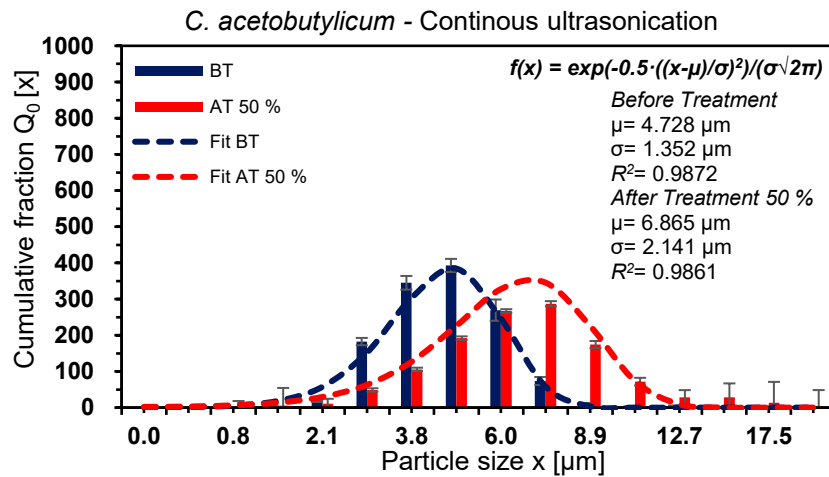 C. acetobutylicum - Continous ultrasonication
Cumulative fraction Q₀ [x]
1000
900
800
700
600
500
400
300
200
100
0
BT
AT 50 %
Fit BT
Fit AT 50 %
f(x) = exp(-0.5·((x-μ)/σ)²)/(σ√2π)
Before Treatment
μ= 4.728 μm
σ= 1.352 μm
R²= 0.9872
After Treatment 50 %
μ= 6.865 μm
σ= 2.141 μm
R²= 0.9861
0.0 0.8 2.1 3.8 6.0 8.9 12.7 17.5
Particle size x [μm]